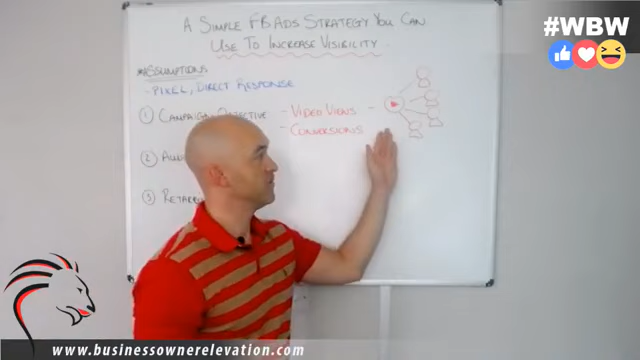 #WBW
A SIMPLE FB ADS STRATEGY YOU CAN
USE TO INCREASE VISIBILITY.
*ASSUMPTIONS
- PIXEL, DIRECT RESPONSE
① CAMPAIGN OBJECTIVE - VIDEO VIEWS -
- CONVERSIONS
②
③
www.businessownerelevation.com